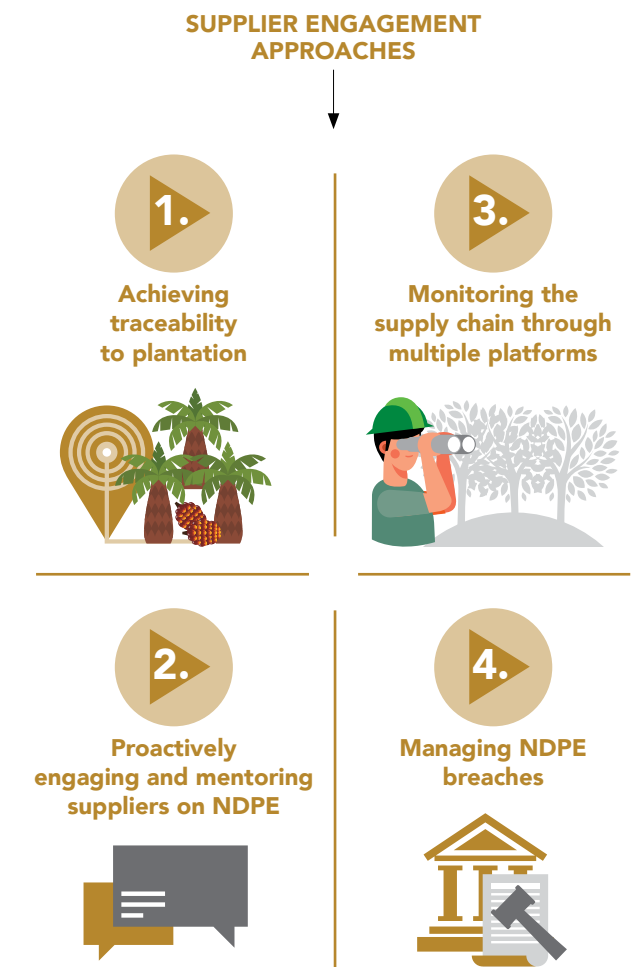 SUPPLIER ENGAGEMENT
APPROACHES
1.
Achieving
traceability
to plantation
2.
Proactively
engaging and mentoring
suppliers on NDPE
3.
Monitoring the
supply chain through
multiple platforms
4.
Managing NDPE
breaches